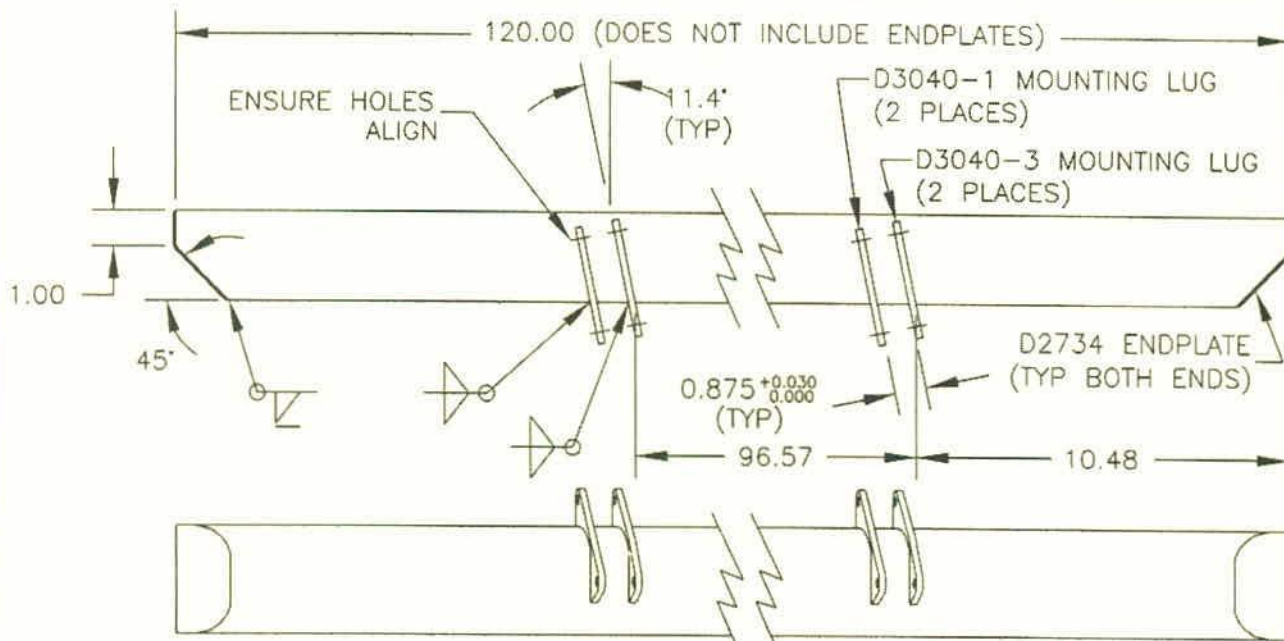 120.00 (DOES NOT INCLUDE ENDPLATES)
ENSURE HOLES
ALIGN
11.4°
(TYP)
D3040-1 MOUNTING LUG
(2 PLACES)
D3040-3 MOUNTING LUG
(2 PLACES)
1.00
45°
0.875 +0.030
0.000
(TYP)
D2734 ENDPLATE
(TYP BOTH ENDS)
96.57
10.48